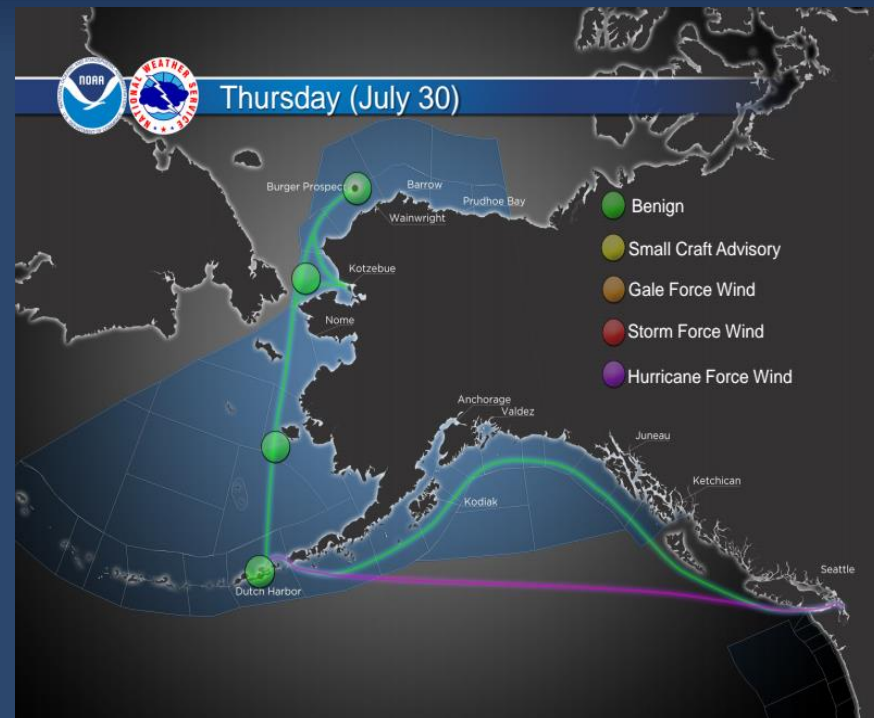 NOAA
NATIONAL WEATHER SERVICE
Thursday (July 30)
Burger Prospec
Barrow
Prudhoe Bay
Wainwright
Benign
Small Craft Advisory
Kotzebue
Gale Force Wind
Nome
Storm Force Wind
Hurricane Force Wind
Anchorage
Valdez
Juneau
Ketchican
Kodiak
Seattle
Dutch Harbor